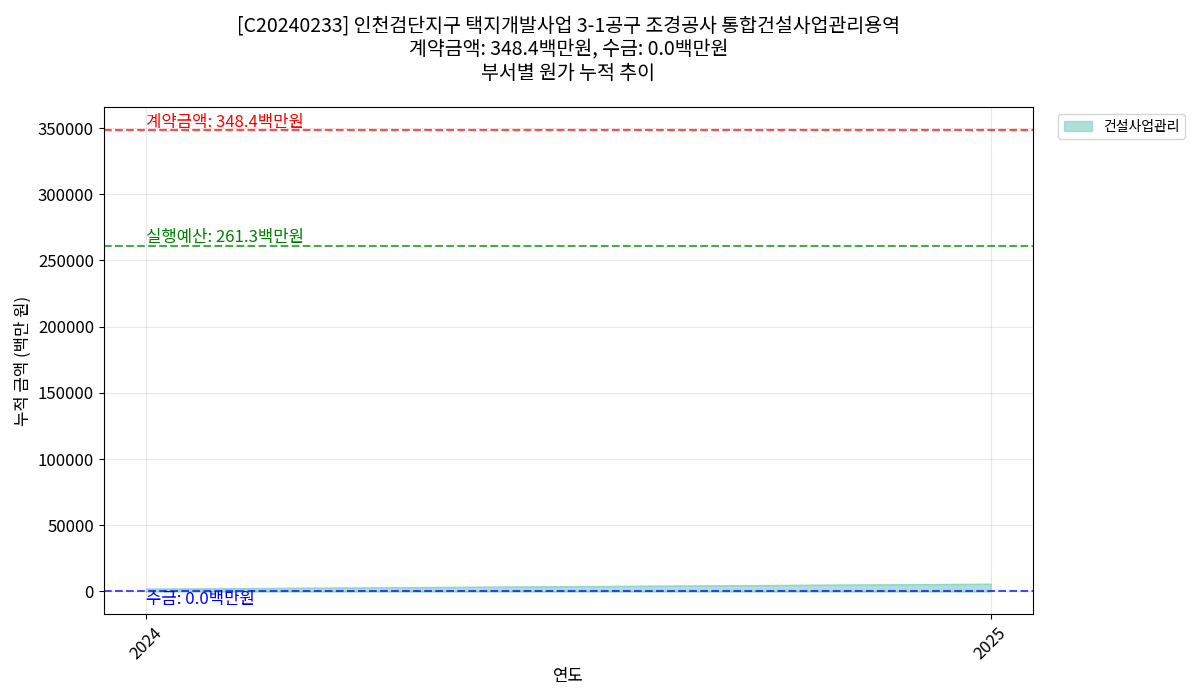 [C20240233] 인천검단지구 택지개발사업 3-1공구 조경공사 통합건설사업관리용역
계약금액: 348.4백만원, 수금: 0.0백만원
부서별 원가 누적 추이
계약금액: 348.4백만원
실행예산: 261.3백만원
수금: 0.0백만원
건설사업관리
누적 금액 (백만 원)
350000
300000
250000
200000
150000
100000
50000
0
2024
2025
연도